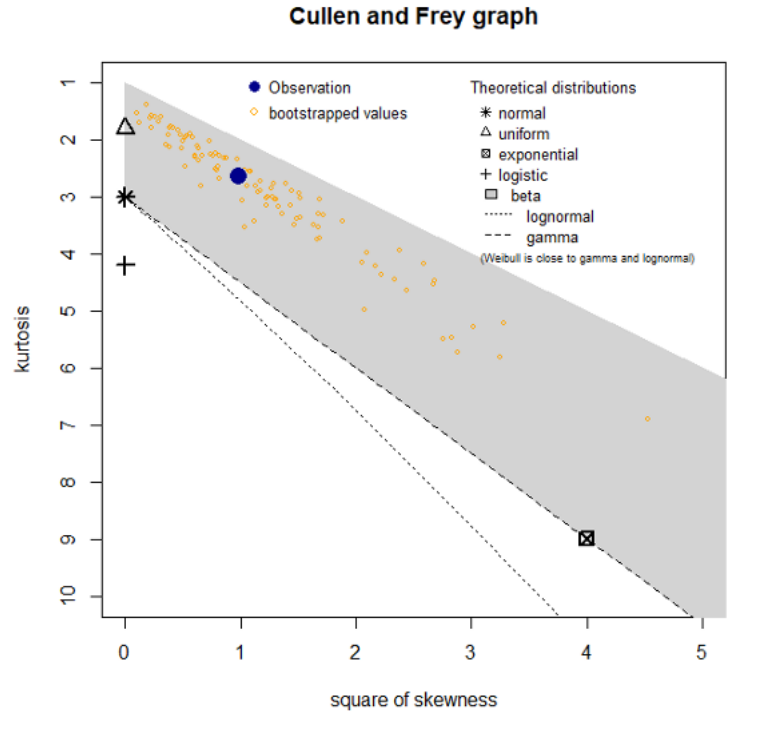 Cullen and Frey graph
Observation
bootstrapped values
Theoretical distributions
normal
uniform
exponential
logistic
beta
lognormal
gamma
(Weibull is close to gamma and lognormal)
kurtosis
1
2
3
4
5
6
7
8
9
10
0 1 2 3 4 5
square of skewness